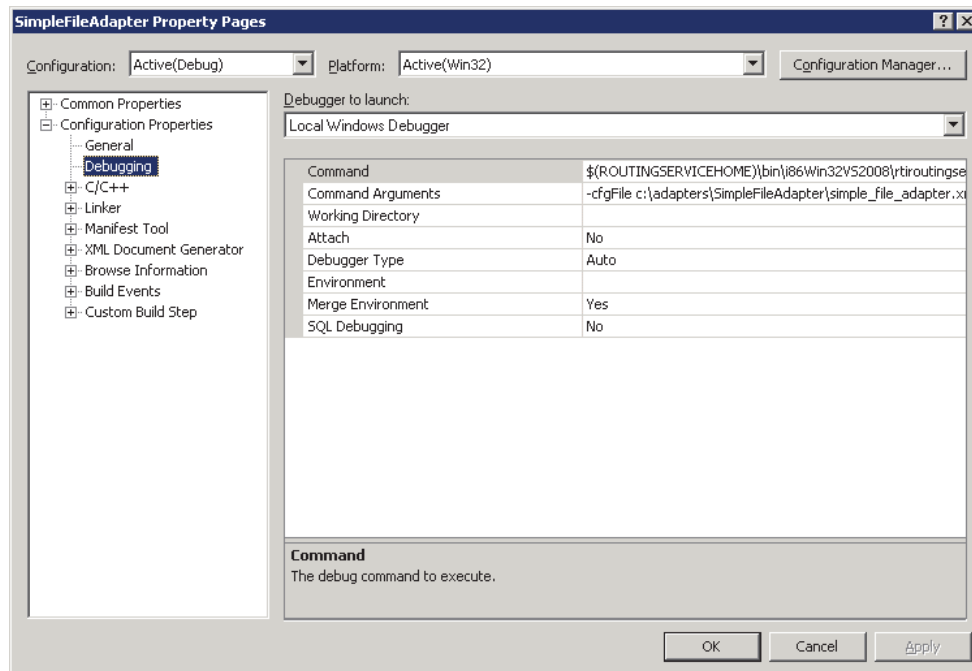 SimpleFileAdapter Property Pages
Configuration: Active(Debug) Platform: Active(Win32) Configuration Manager...
Common Properties
Configuration Properties
General
Debugging
C/C++
Linker
Manifest Tool
XML Document Generator
Browse Information
Build Events
Custom Build Step
Debugger to launch:
Local Windows Debugger
Command $(ROUTINGSERVICEHOME)\bin\i86Win32VS2008\rtiroutingse
Command Arguments -cfgFile c:\adapters\SimpleFileAdapter\simple_file_adapter.x
Working Directory
Attach No
Debugger Type Auto
Environment
Merge Environment Yes
SQL Debugging No
Command
The debug command to execute.
OK Cancel Apply